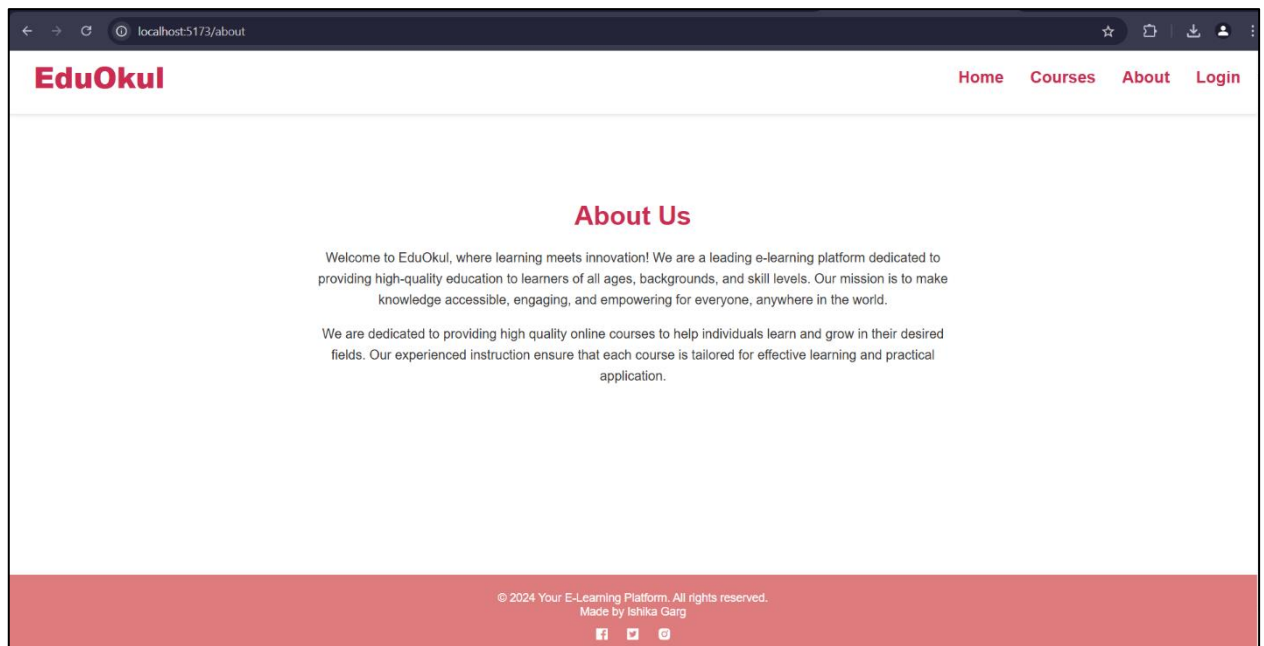 localhost:5173/about
EduOkul
Home Courses About Login
About Us
Welcome to EduOkul, where learning meets innovation! We are a leading e-learning platform dedicated to
providing high-quality education to learners of all ages, backgrounds, and skill levels. Our mission is to make
knowledge accessible, engaging, and empowering for everyone, anywhere in the world.
We are dedicated to providing high quality online courses to help individuals learn and grow in their desired
fields. Our experienced instruction ensure that each course is tailored for effective learning and practical
application.
© 2024 Your E-Learning Platform. All rights reserved.
Made by Ishika Garg